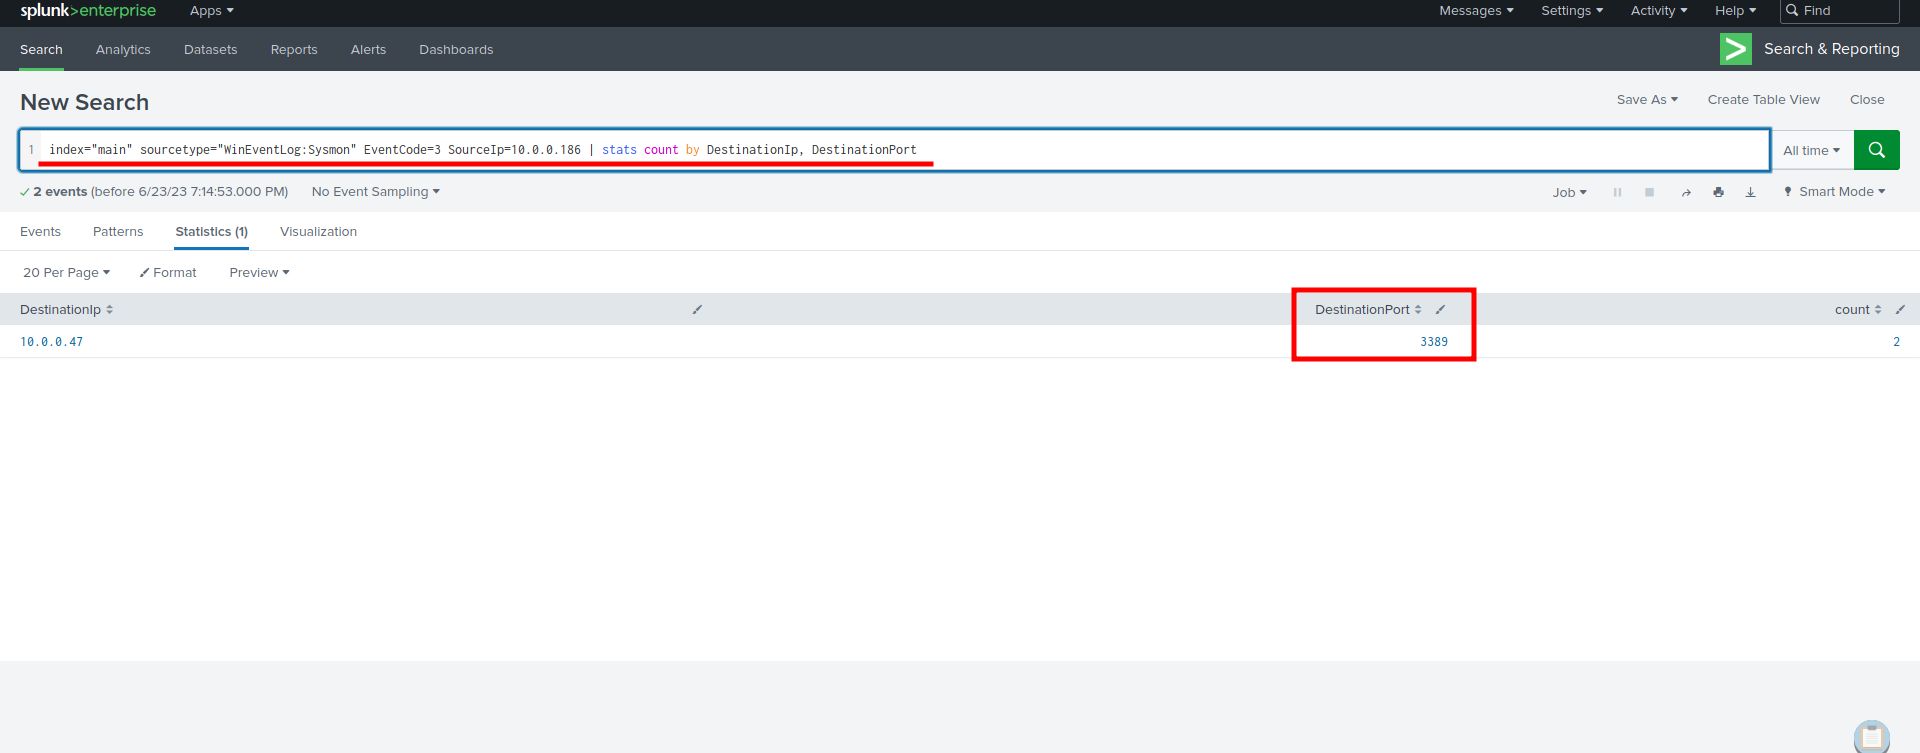 splunk>enterprise Apps Messages Settings Activity Help Find
Search Analytics Datasets Reports Alerts Dashboards > Search & Reporting
New Search Save As Create Table View Close
1 index="main" sourcetype="WinEventLog:Sysmon" EventCode=3 SourceIp=10.0.0.186 | stats count by DestinationIp, DestinationPort All time
2 events (before 6/23/23 7:14:53.000 PM) No Event Sampling Job Smart Mode
Events Patterns Statistics (1) Visualization
20 Per Page Format Preview
DestinationIp DestinationPort count
10.0.0.47 3389 2